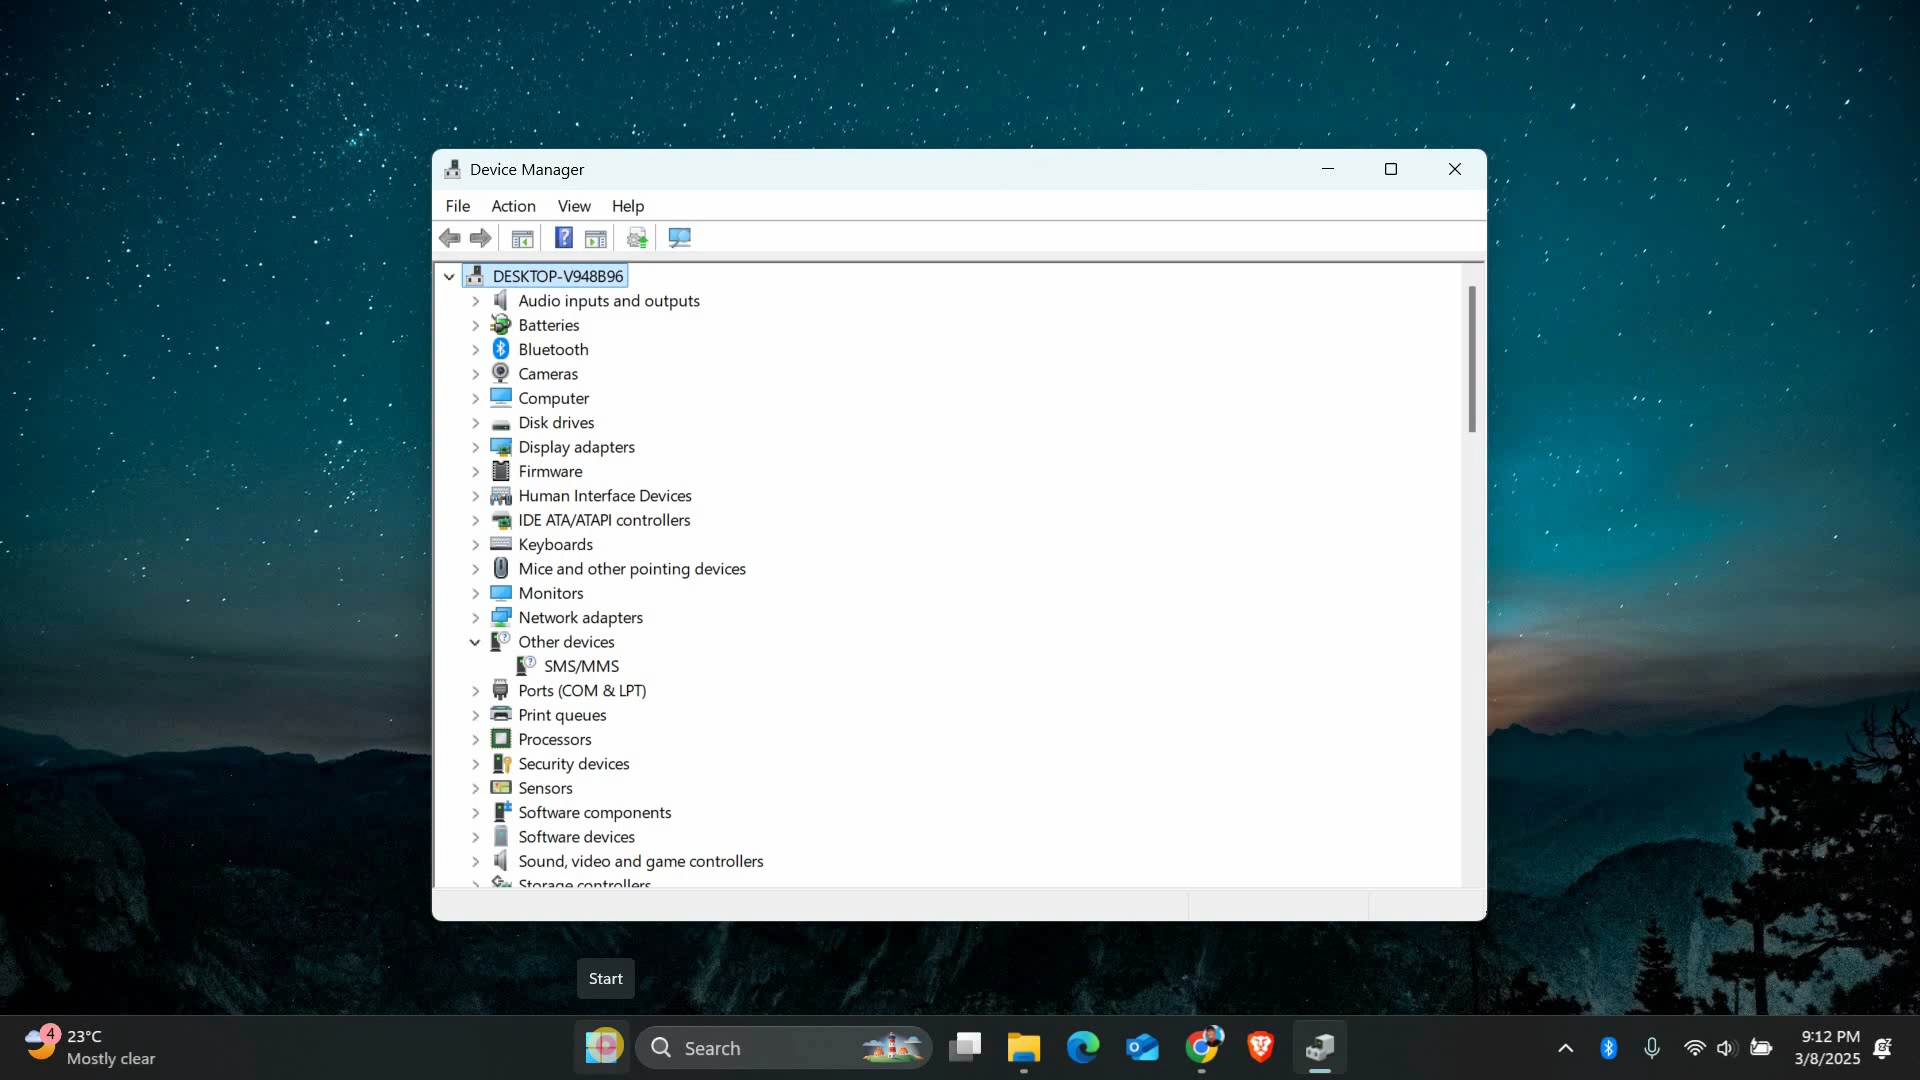 Device Manager
File Action View Help
DESKTOP-V948B96
Audio inputs and outputs
Batteries
Bluetooth
Cameras
Computer
Disk drives
Display adapters
Firmware
Human Interface Devices
IDE ATA/ATAPI controllers
Keyboards
Mice and other pointing devices
Monitors
Network adapters
Other devices
SMS/MMS
Ports (COM & LPT)
Print queues
Processors
Security devices
Sensors
Software components
Software devices
Sound, video and game controllers
Storage controllers
Start
4
23°C
Mostly clear
Search
9:12 PM
3/8/2025